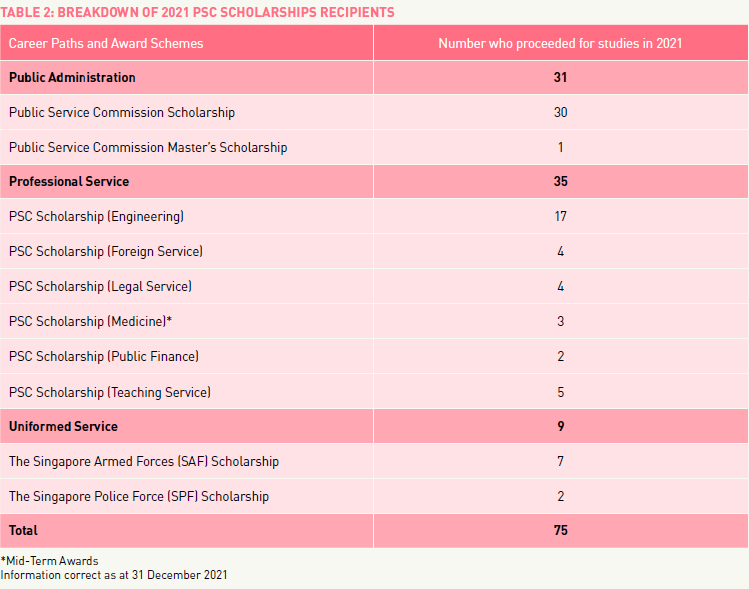 TABLE 2: BREAKDOWN OF 2021 PSC SCHOLARSHIPS RECIPIENTS
Career Paths and Award Schemes Number who proceeded for studies in 2021
Public Administration 31
Public Service Commission Scholarship 30
Public Service Commission Master's Scholarship 1
Professional Service 35
PSC Scholarship (Engineering) 17
PSC Scholarship (Foreign Service) 4
PSC Scholarship (Legal Service) 4
PSC Scholarship (Medicine)* 3
PSC Scholarship (Public Finance) 2
PSC Scholarship (Teaching Service) 5
Uniformed Service 9
The Singapore Armed Forces (SAF) Scholarship 7
The Singapore Police Force (SPF) Scholarship 2
Total 75
*Mid-Term Awards
Information correct as at 31 December 2021